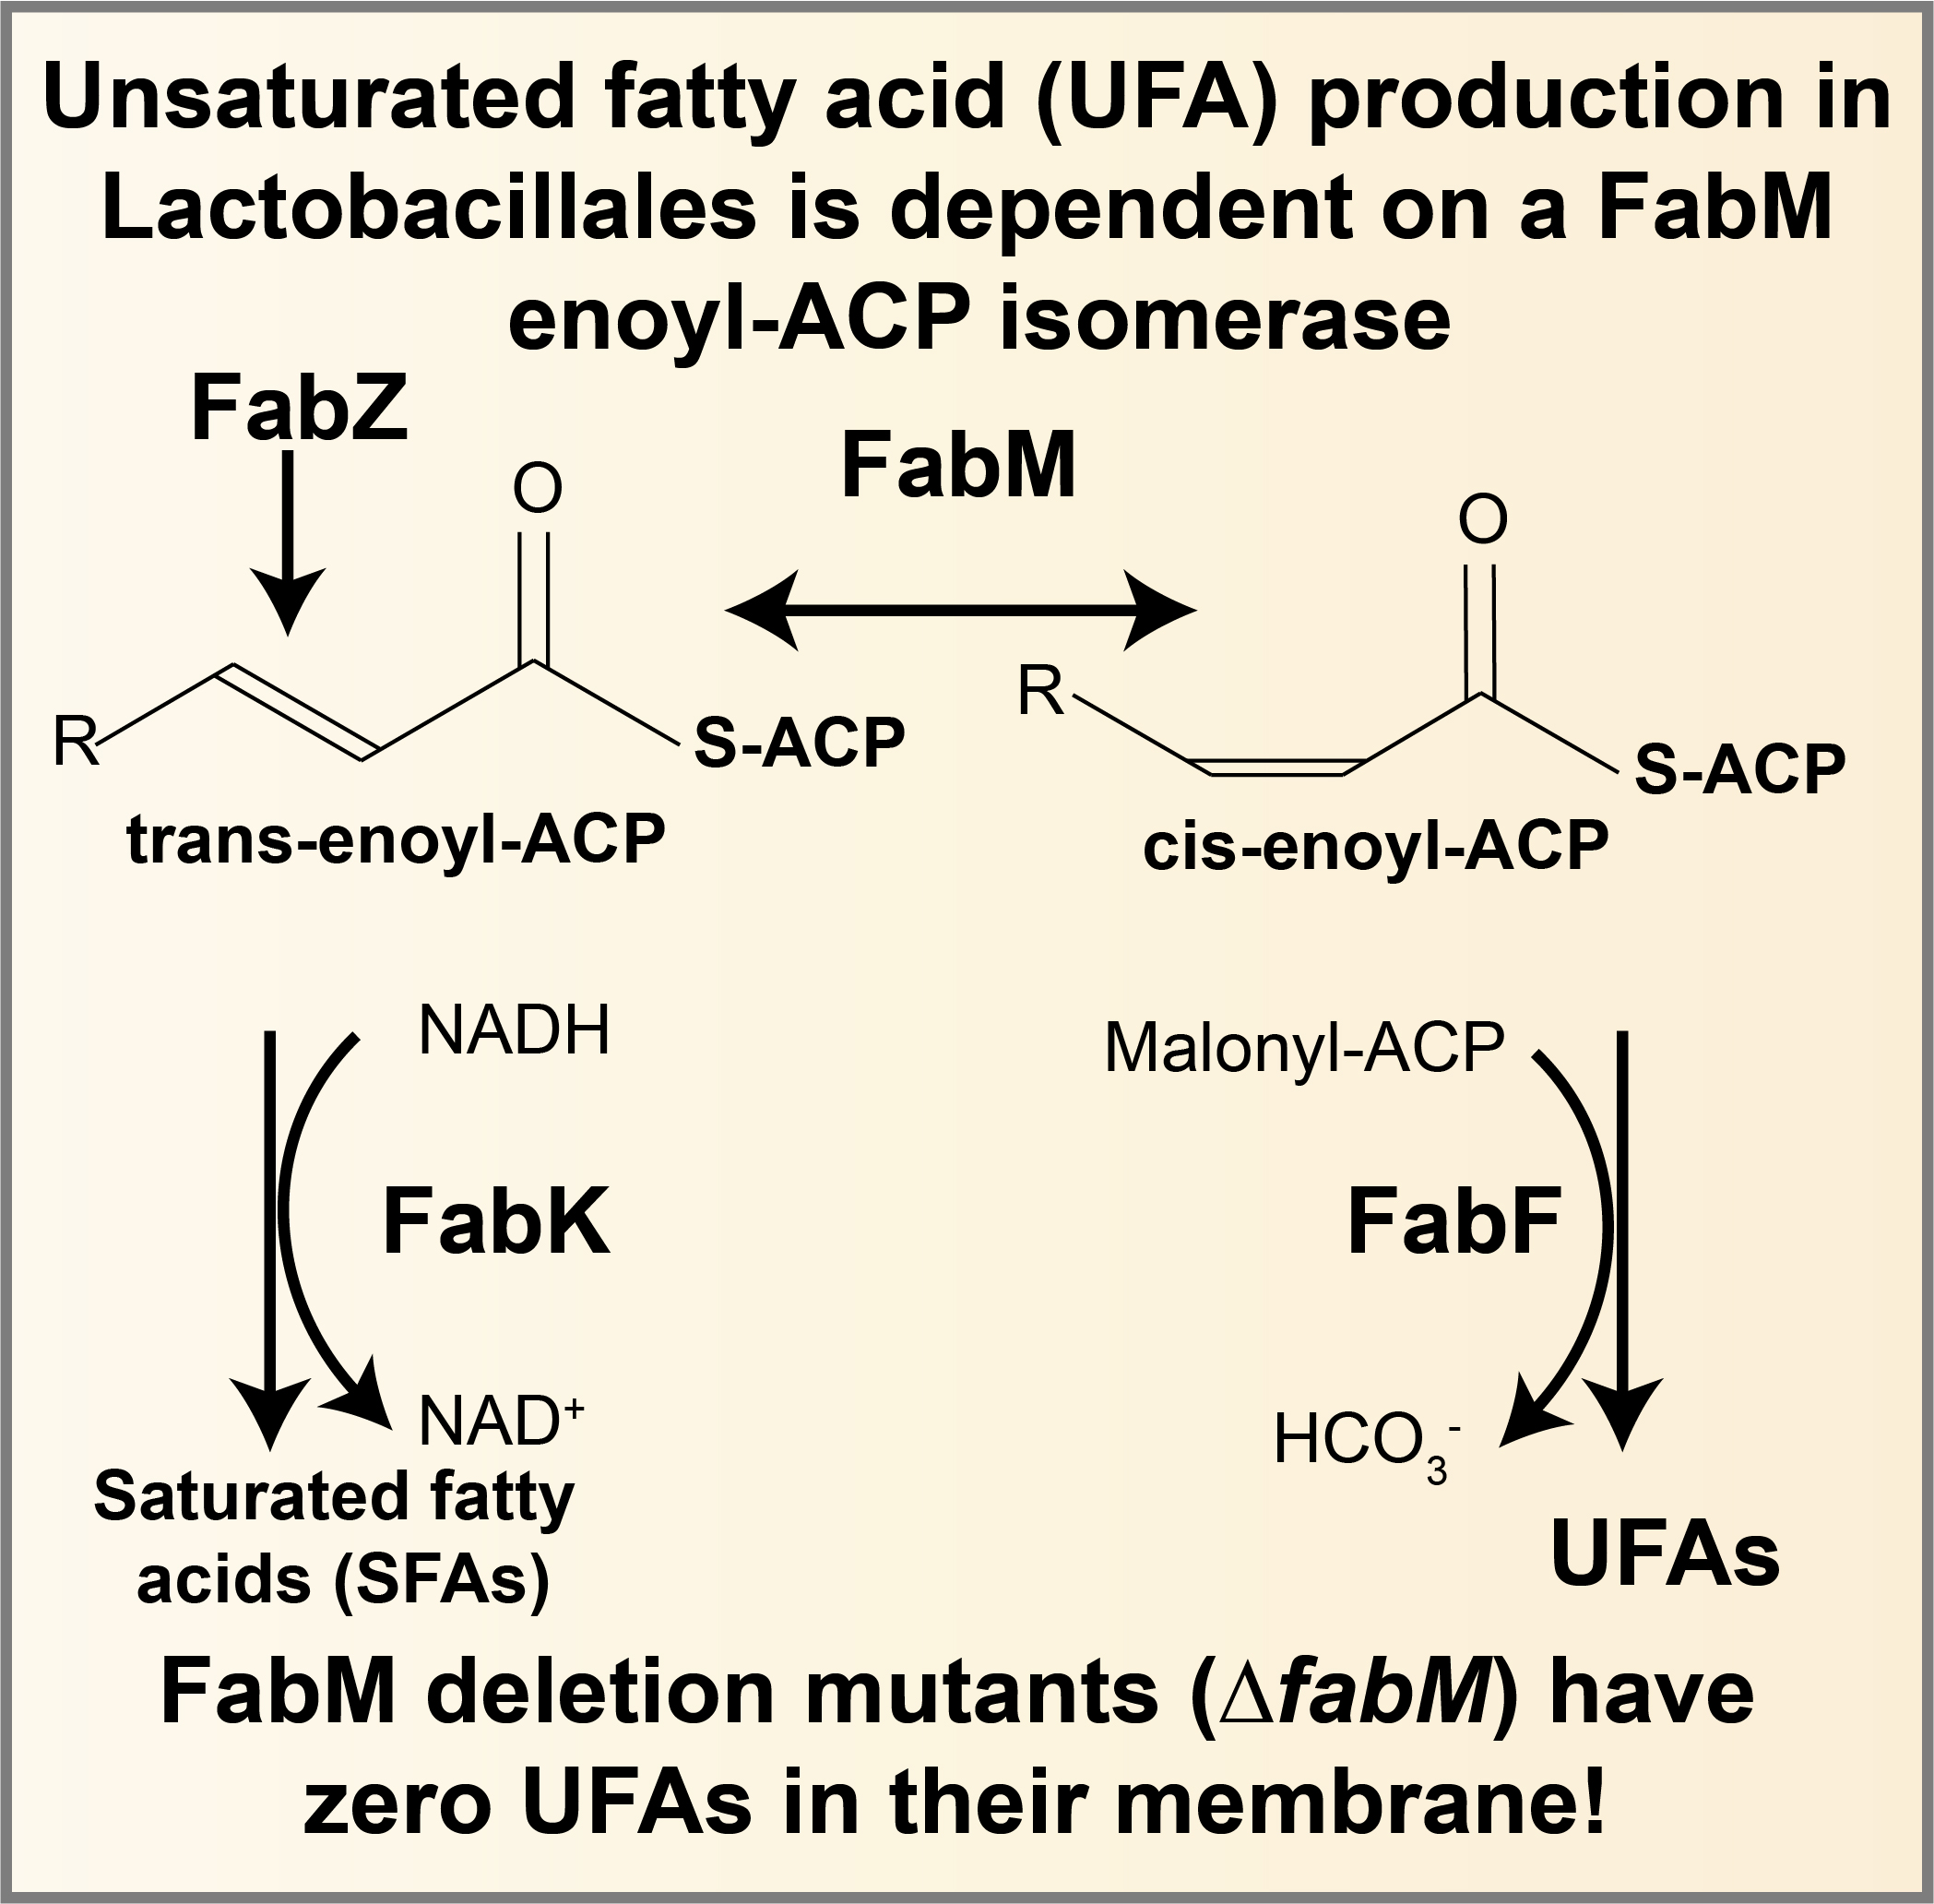 Unsaturated fatty acid (UFA) production in
Lactobacillales is dependent on a FabM
enoyl-ACP isomerase
FabZ
FabM
O
O
R
S-ACP
R
S-ACP
trans-enoyl-ACP
cis-enoyl-ACP
NADH
Malonyl-ACP
FabK
FabF
NAD⁺
HCO₃⁻
Saturated fatty
acids (SFAs)
UFAs
FabM deletion mutants (∆fabM) have
zero UFAs in their membrane!